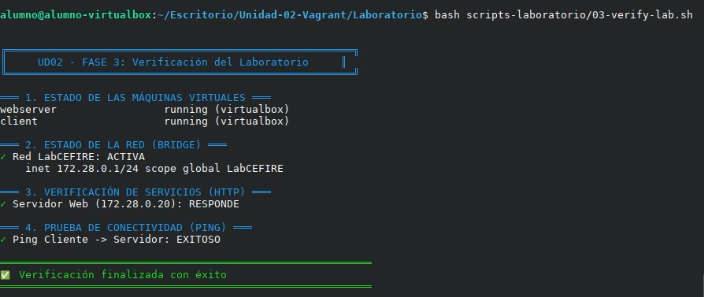 alumno@alumno-virtualbox:~/Escritorio/Unidad-02-Vagrant/Laboratorio$ bash scripts-laboratorio/03-verify-lab.sh
UD02 - FASE 3: Verificación del Laboratorio
═══ 1. ESTADO DE LAS MÁQUINAS VIRTUALES ═══
webserver running (virtualbox)
client running (virtualbox)
═══ 2. ESTADO DE LA RED (BRIDGE) ═══
✓ Red LabCEFIRE: ACTIVA
inet 172.28.0.1/24 scope global LabCEFIRE
═══ 3. VERIFICACIÓN DE SERVICIOS (HTTP) ═══
✓ Servidor Web (172.28.0.20): RESPONDE
═══ 4. PRUEBA DE CONECTIVIDAD (PING) ═══
✓ Ping Cliente -> Servidor: EXITOSO
✅ Verificación finalizada con éxito